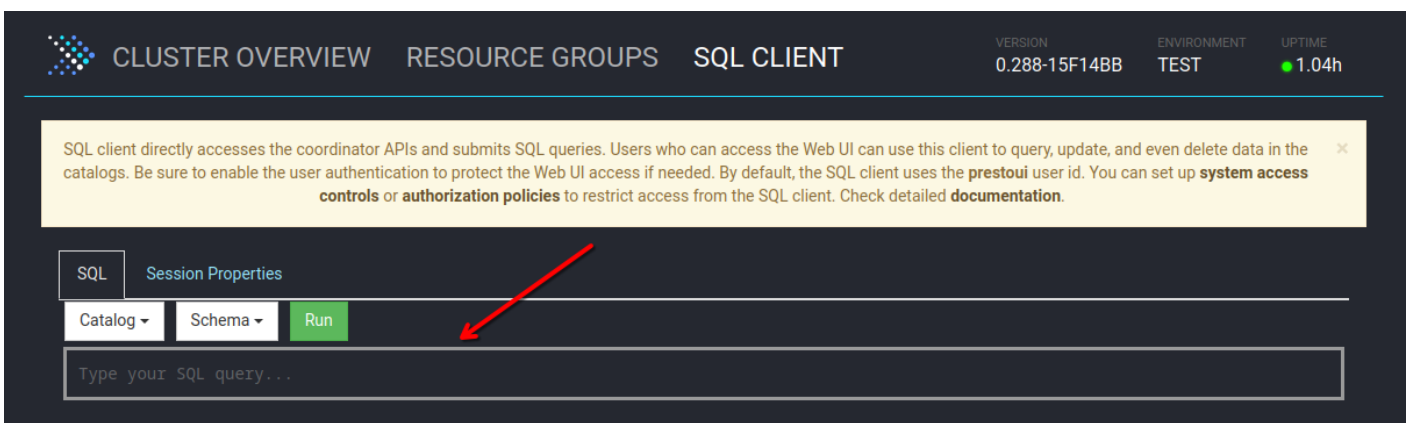 CLUSTER OVERVIEW RESOURCE GROUPS SQL CLIENT
VERSION ENVIRONMENT UPTIME
0.288-15F14BB TEST 1.04h
SQL client directly accesses the coordinator APIs and submits SQL queries. Users who can access the Web UI can use this client to query, update, and even delete data in the ×
catalogs. Be sure to enable the user authentication to protect the Web UI access if needed. By default, the SQL client uses the prestoui user id. You can set up system access
controls or authorization policies to restrict access from the SQL client. Check detailed documentation.
SQL Session Properties
Catalog Schema Run
Type your SQL query...